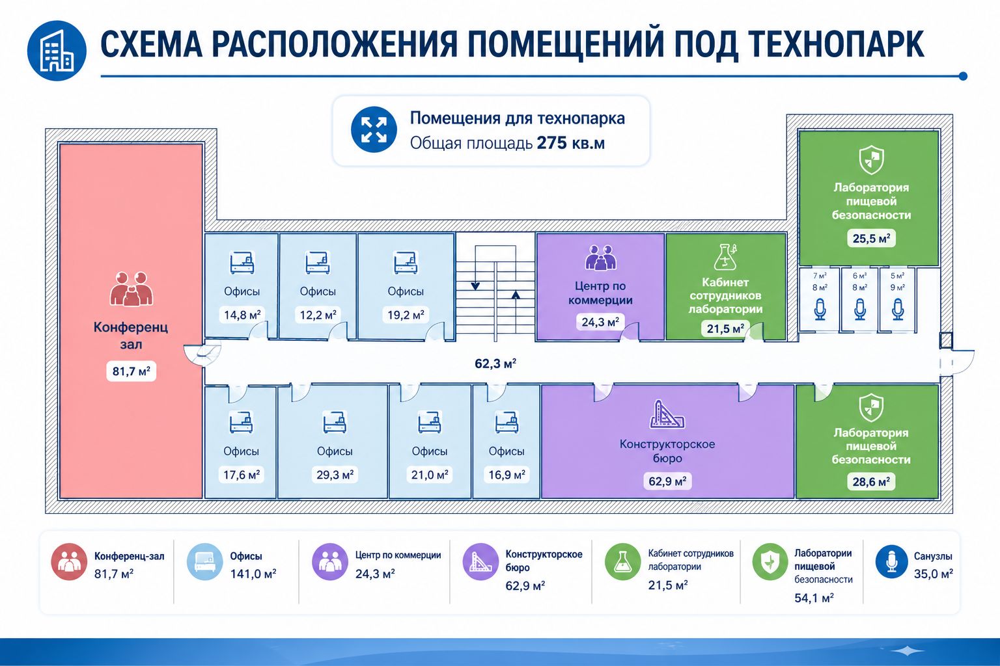 СХЕМА РАСПОЛОЖЕНИЯ ПОМЕЩЕНИЙ ПОД ТЕХНОПАРК
Помещения для технопарка
Общая площадь 275 кв.м
Конференц
зал
81,7 м²
Офисы
14,8 м²
Офисы
12,2 м²
Офисы
19,2 м²
Центр по
коммерции
24,3 м²
Кабинет
сотрудников
лаборатории
21,5 м²
Лаборатория
пищевой
безопасности
25,5 м²
7 м²
8 м²
6 м²
8 м²
5 м²
9 м²
62,3 м²
Офисы
17,6 м²
Офисы
29,3 м²
Офисы
21,0 м²
Офисы
16,9 м²
Конструкторское
бюро
62,9 м²
Лаборатория
пищевой
безопасности
28,6 м²
Конференц-зал
81,7 м²
Офисы
141,0 м²
Центр по коммерции
24,3 м²
Конструкторское
бюро
62,9 м²
Кабинет сотрудников
лаборатории
21,5 м²
Лаборатории
пищевой
безопасности
54,1 м²
Санузлы
35,0 м²